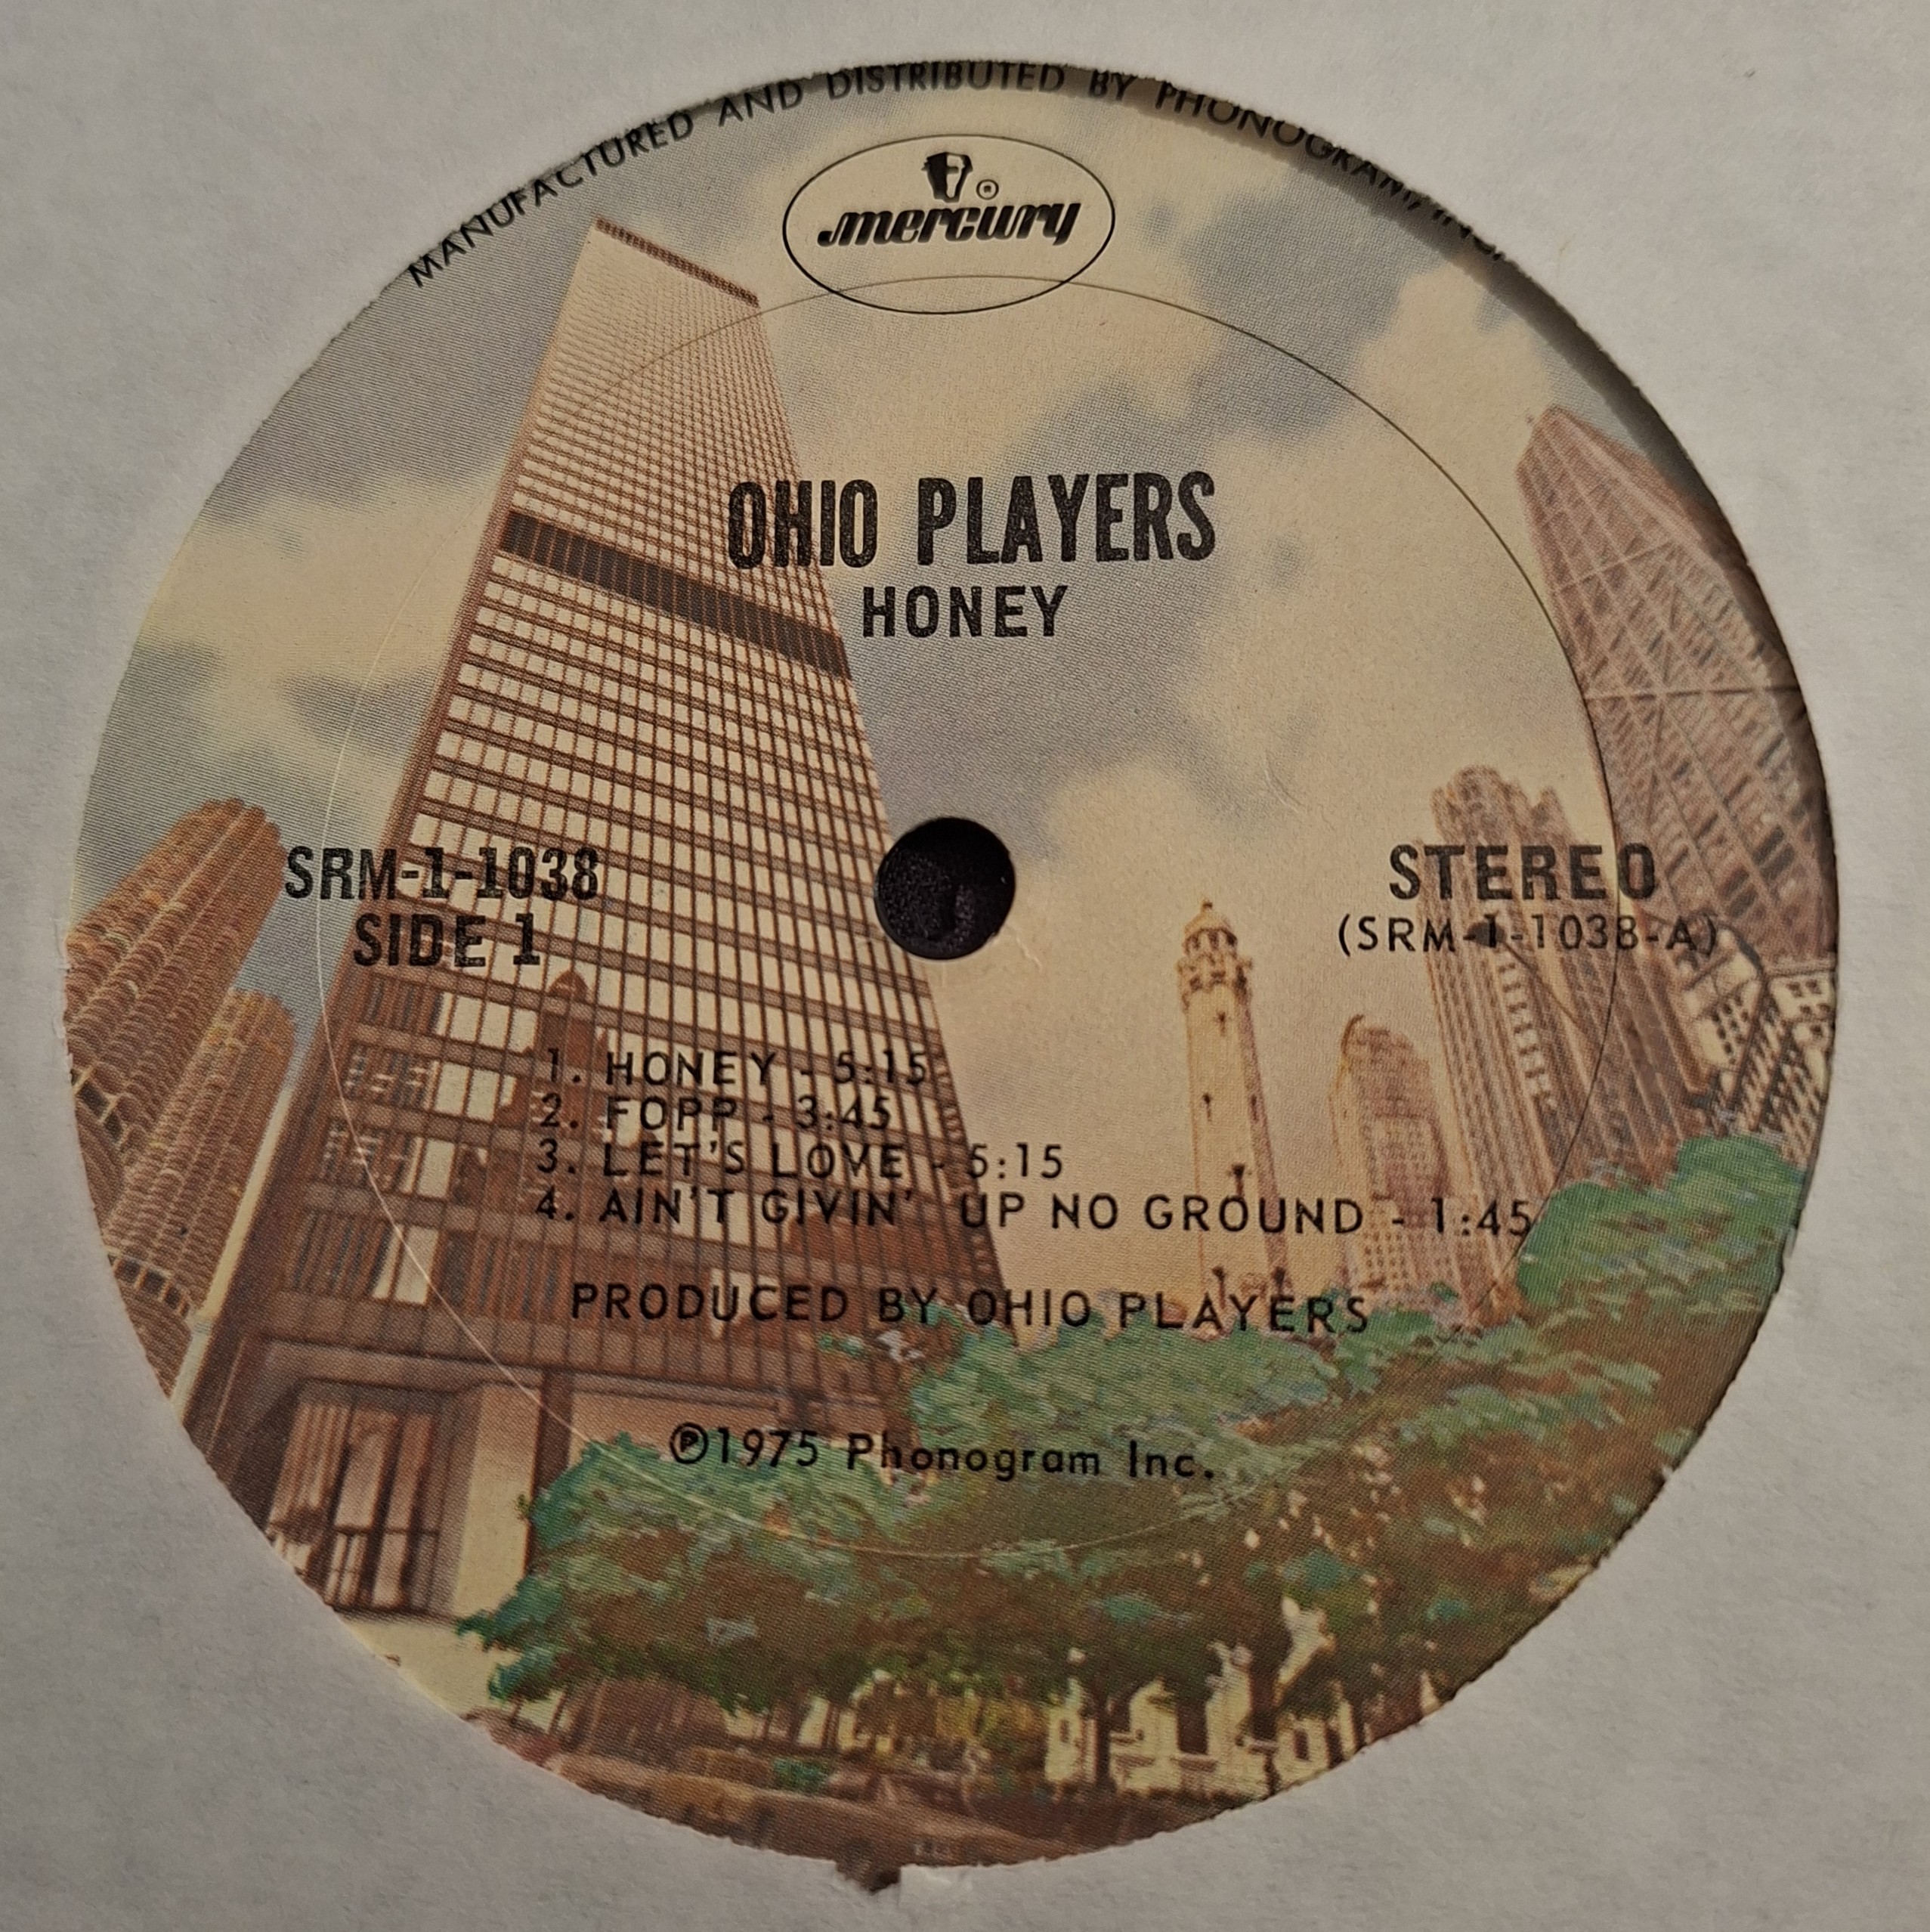 MANUFACTURED AND DISTRIBUTED BY PHONOGRAM, INC.
mercury ®
OHIO PLAYERS
HONEY
SRM-1-1038
SIDE 1
STEREO
(SRM-1-1038-A)
1. HONEY - 5:15
2. FOPP - 3:45
3. LET'S LOVE - 5:15
4. AIN'T GIVIN' UP NO GROUND - 1:45
PRODUCED BY OHIO PLAYERS
℗1975 Phonogram Inc.